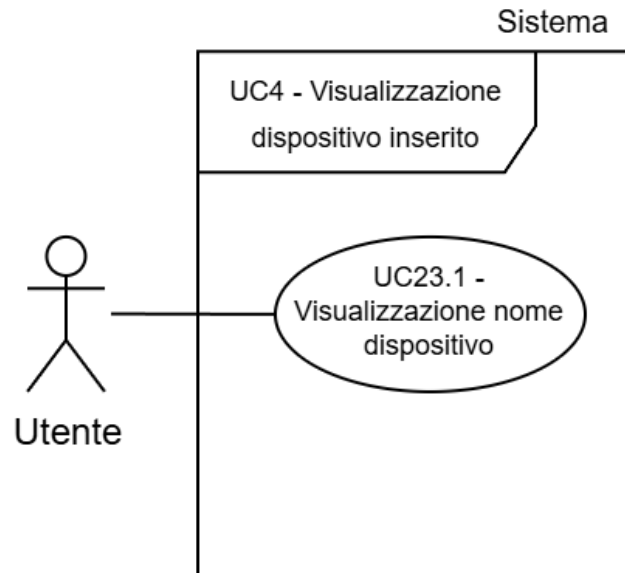 Sistema
UC4 - Visualizzazione
dispositivo inserito
UC23.1 -
Visualizzazione nome
dispositivo
Utente